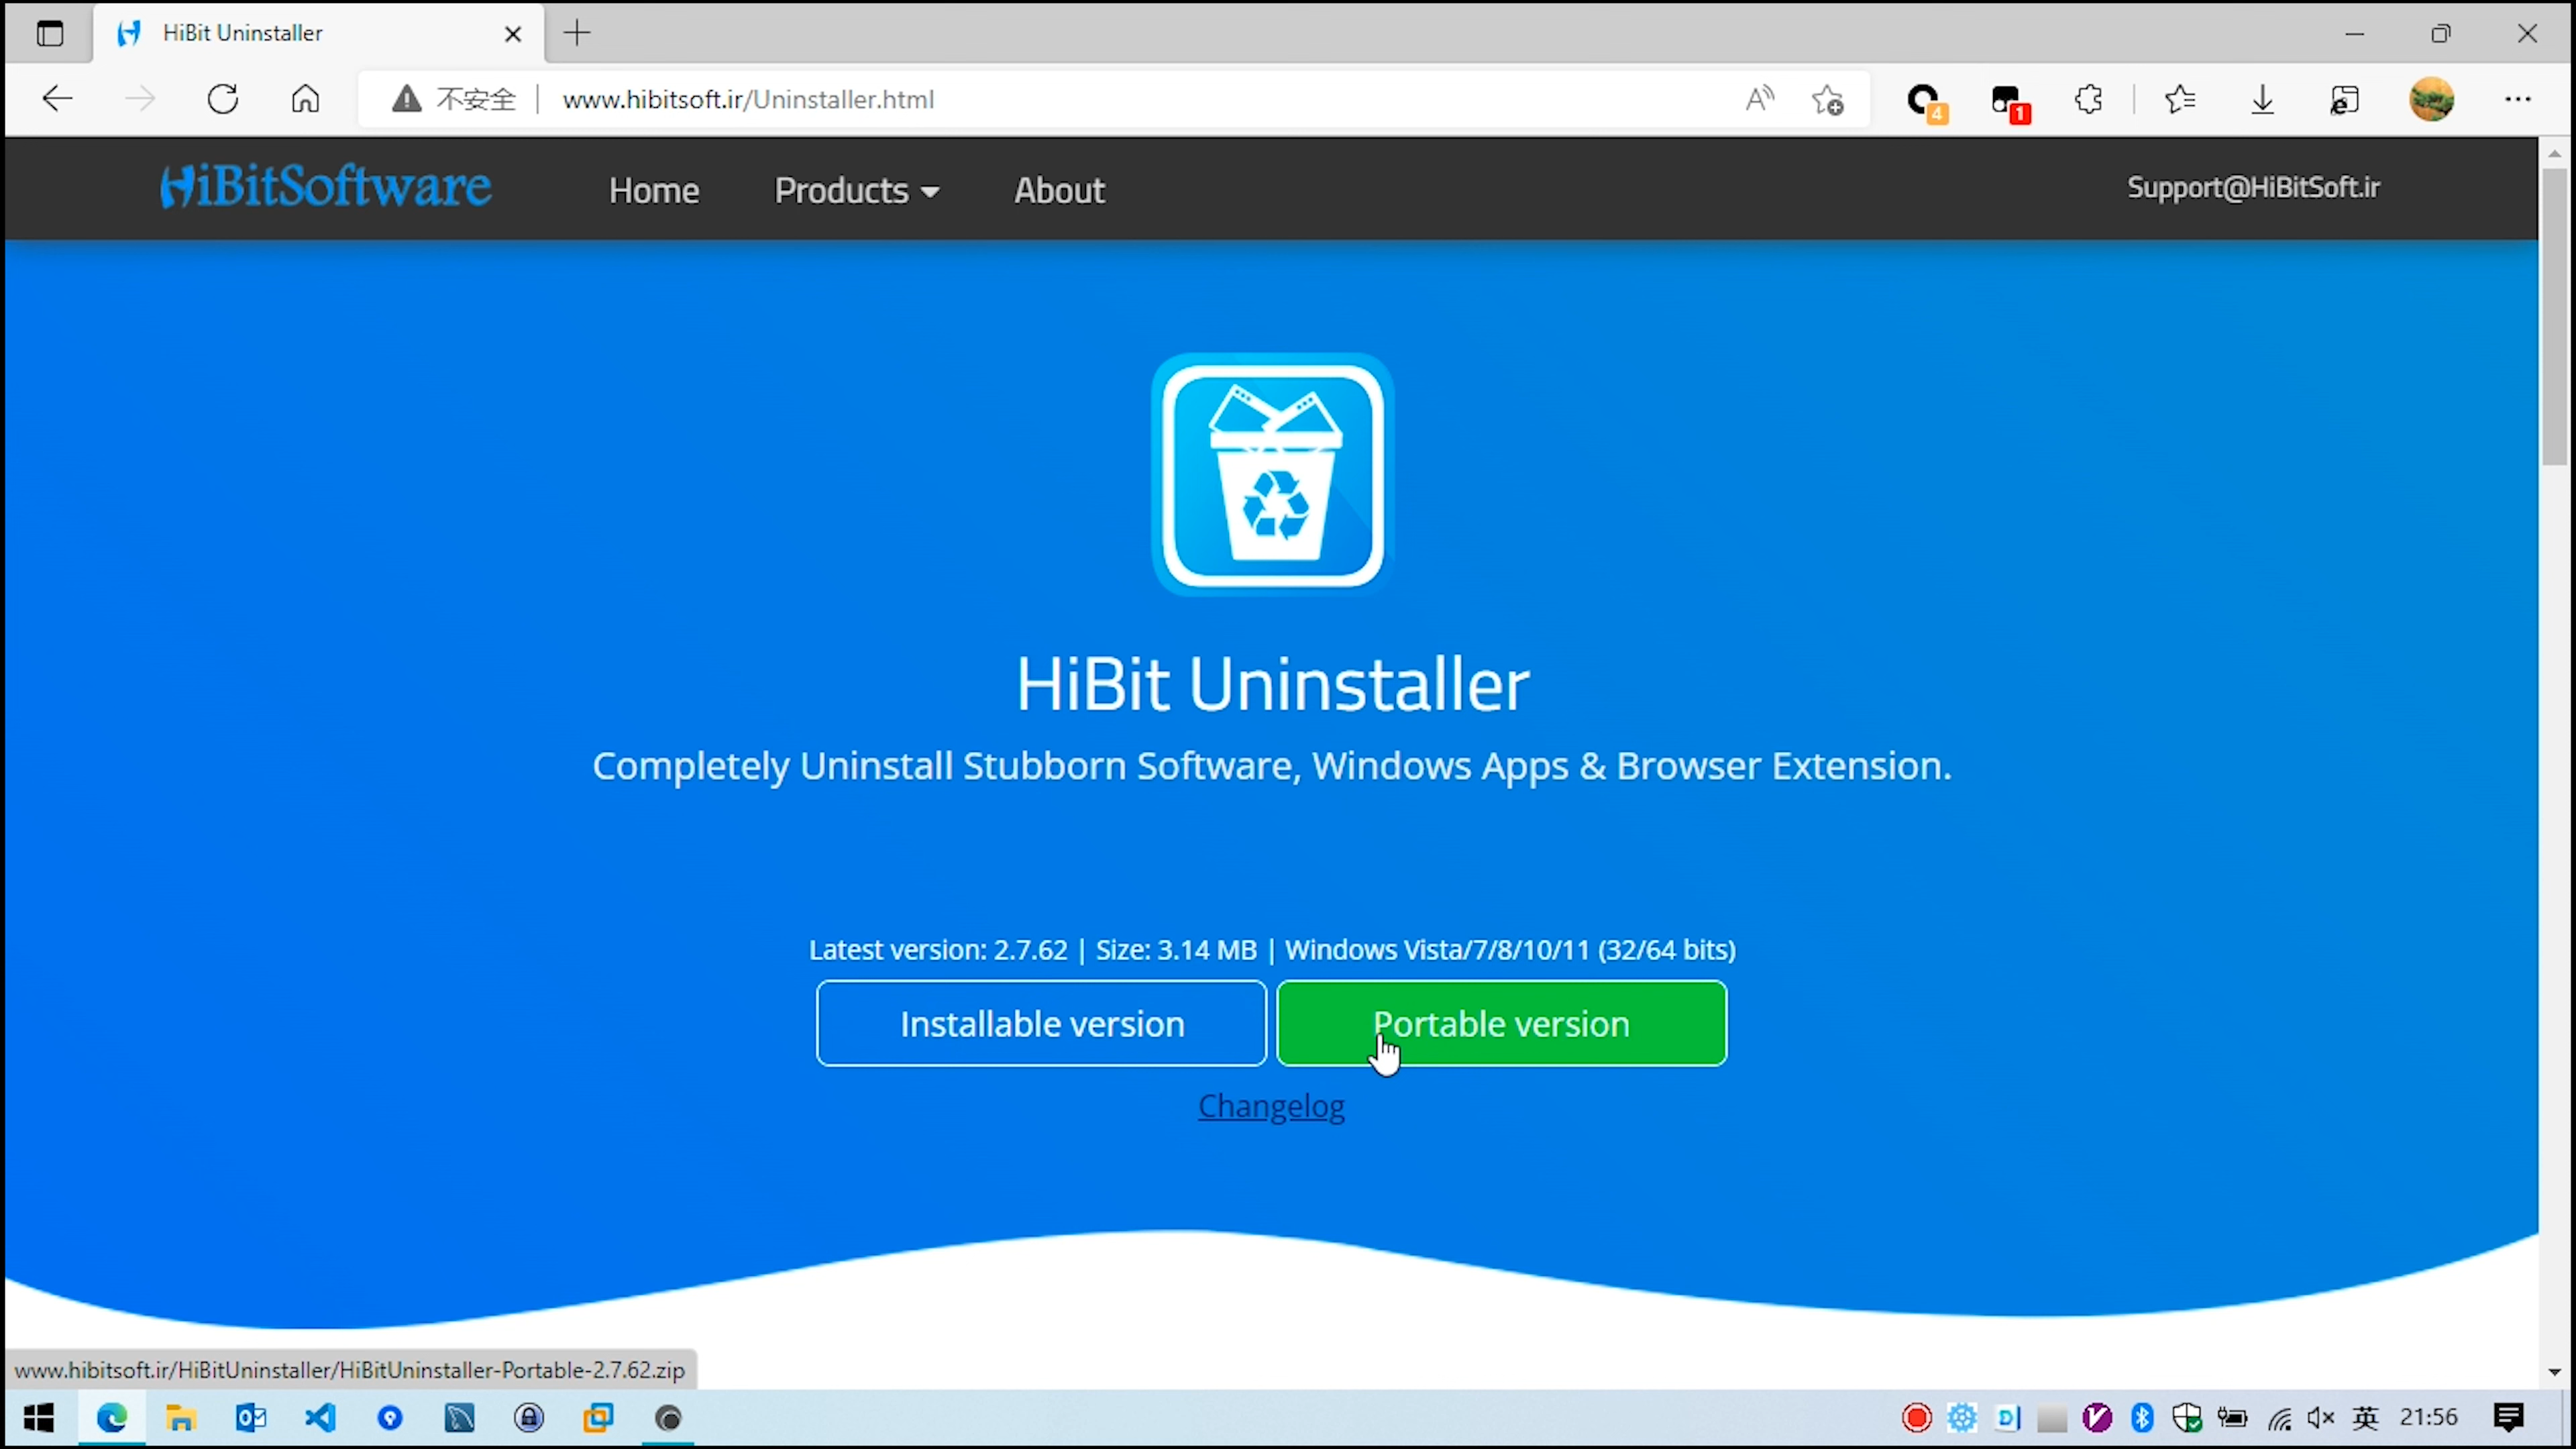 HiBit Uninstaller
不安全 | www.hibitsoft.ir/Uninstaller.html
4
1
HiBitSoftware
Home
Products
About
Support@HiBitSoft.ir
HiBit Uninstaller
Completely Uninstall Stubborn Software, Windows Apps & Browser Extension.
Latest version: 2.7.62 | Size: 3.14 MB | Windows Vista/7/8/10/11 (32/64 bits)
Installable version
Portable version
Changelog
www.hibitsoft.ir/HiBitUninstaller/HiBitUninstaller-Portable-2.7.62.zip
英
21:56